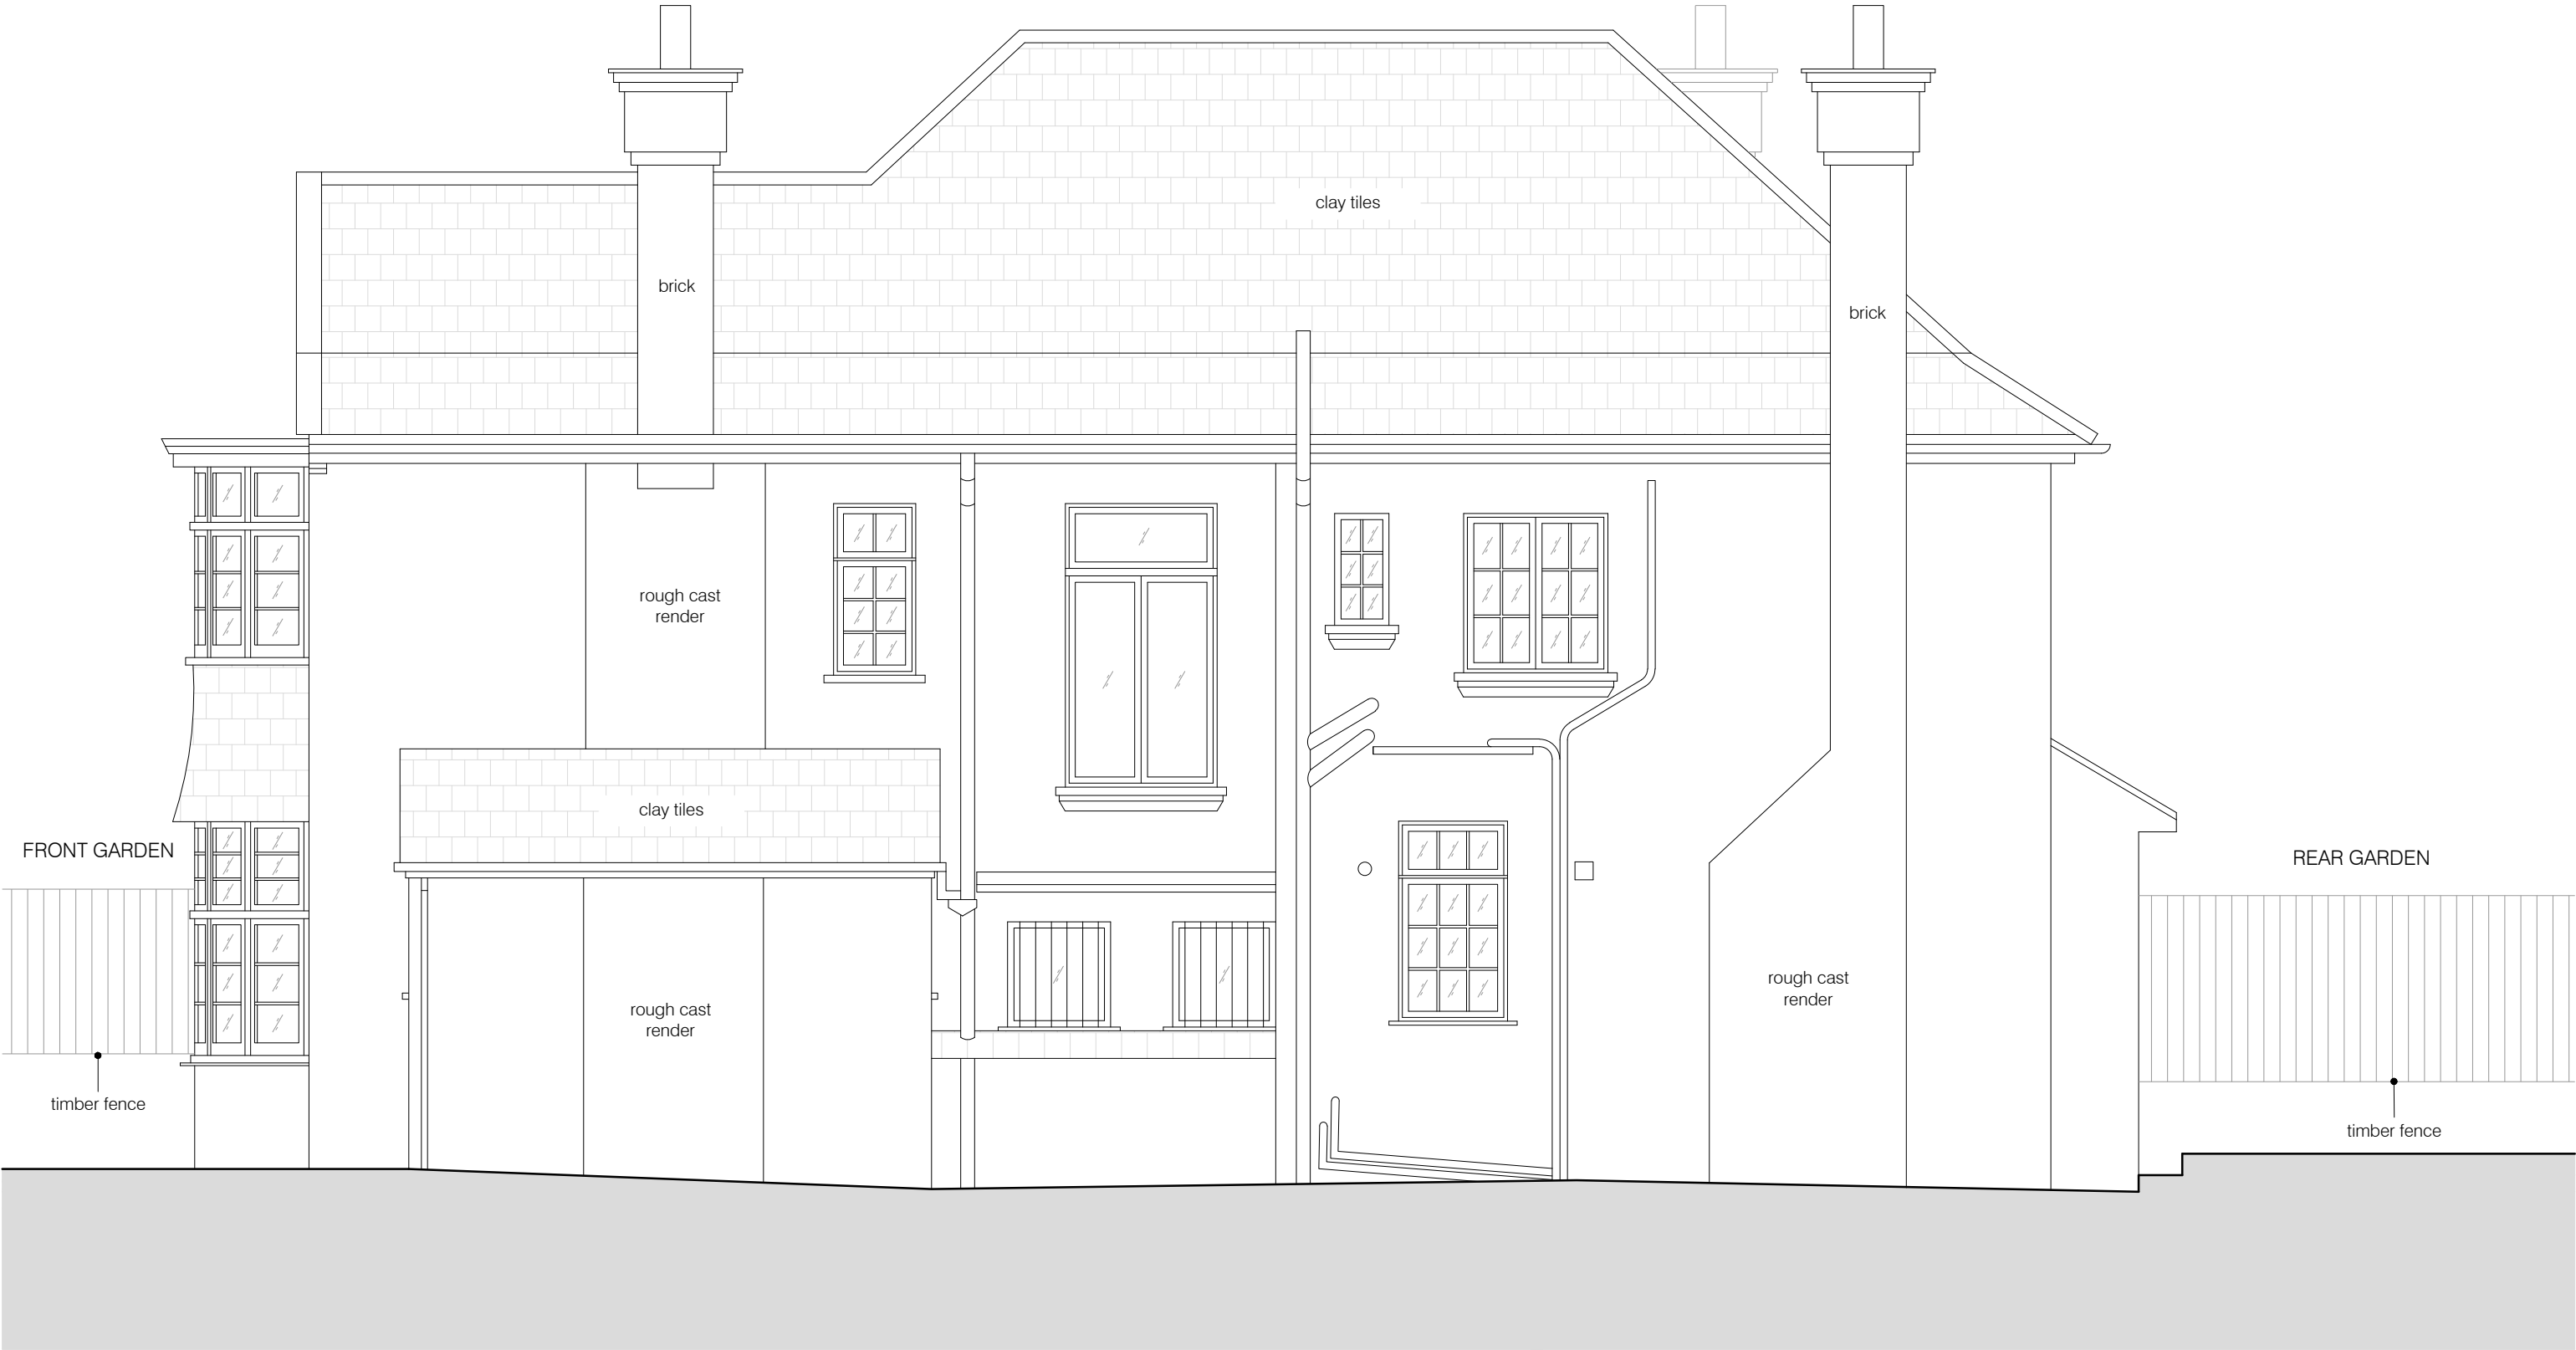 clay tiles
brick
brick
rough cast
render
clay tiles
FRONT GARDEN
REAR GARDEN
rough cast
render
rough cast
render
timber fence
timber fence